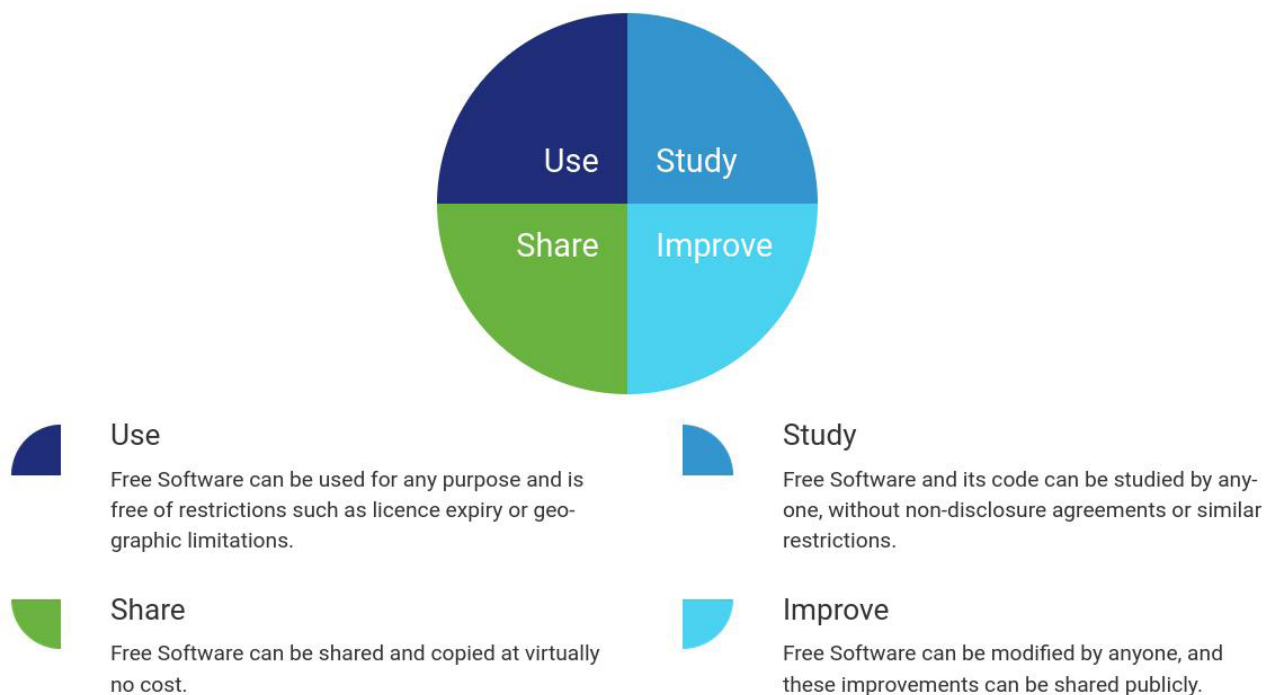 Use
Study
Share
Improve
Use
Free Software can be used for any purpose and is
free of restrictions such as licence expiry or geo-
graphic limitations.
Study
Free Software and its code can be studied by any-
one, without non-disclosure agreements or similar
restrictions.
Share
Free Software can be shared and copied at virtually
no cost.
Improve
Free Software can be modified by anyone, and
these improvements can be shared publicly.